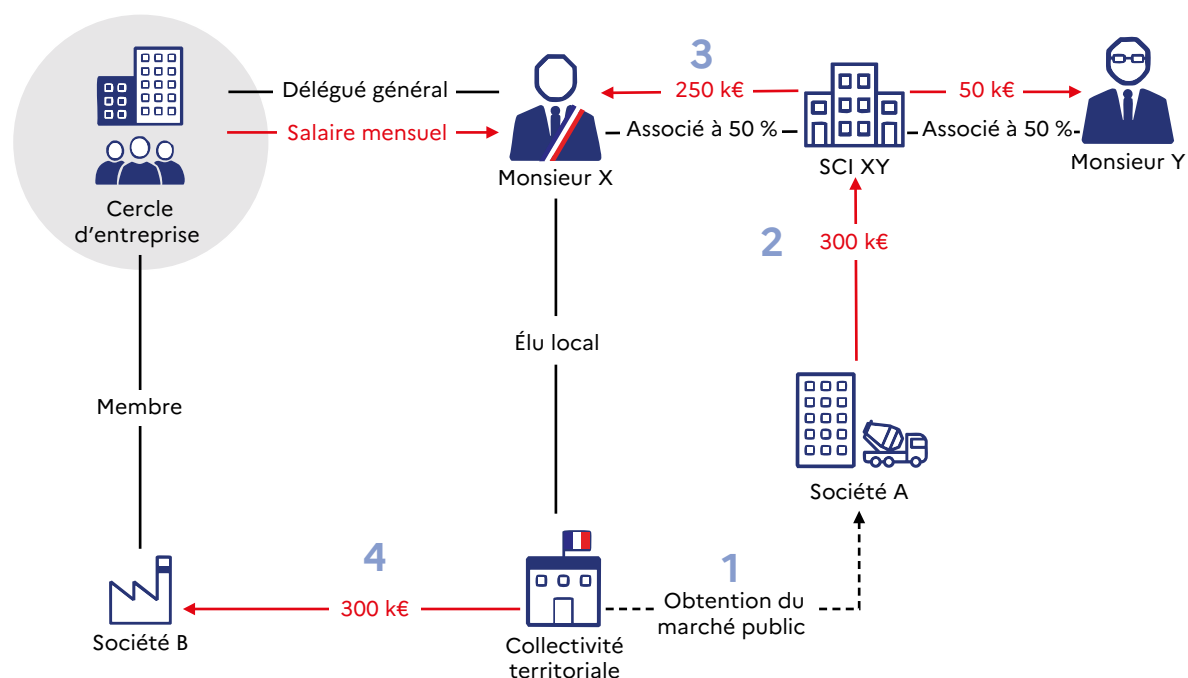 3
Délégué général
250 k€
50 k€
Salaire mensuel
Associé à 50 %
Associé à 50 %
Monsieur X
SCI XY
Monsieur Y
Cercle
d'entreprise
2
300 k€
Élu local
Membre
Société A
4
1
300 k€
Obtention du
marché public
Société B
Collectivité
territoriale